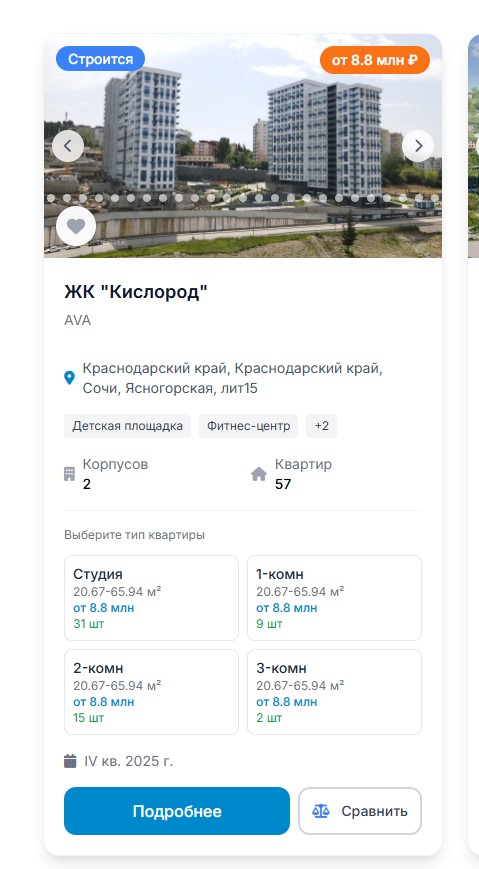 Строится
от 8.8 млн ₽
ЖК "Кислород"
AVA
Краснодарский край, Краснодарский край,
Сочи, Ясногорская, лит15
Детская площадка
Фитнес-центр
+2
Корпусов
2
Квартир
57
Выберите тип квартиры
Студия
20.67-65.94 м²
от 8.8 млн
31 шт
1-комн
20.67-65.94 м²
от 8.8 млн
9 шт
2-комн
20.67-65.94 м²
от 8.8 млн
15 шт
3-комн
20.67-65.94 м²
от 8.8 млн
2 шт
IV кв. 2025 г.
Подробнее
Сравнить